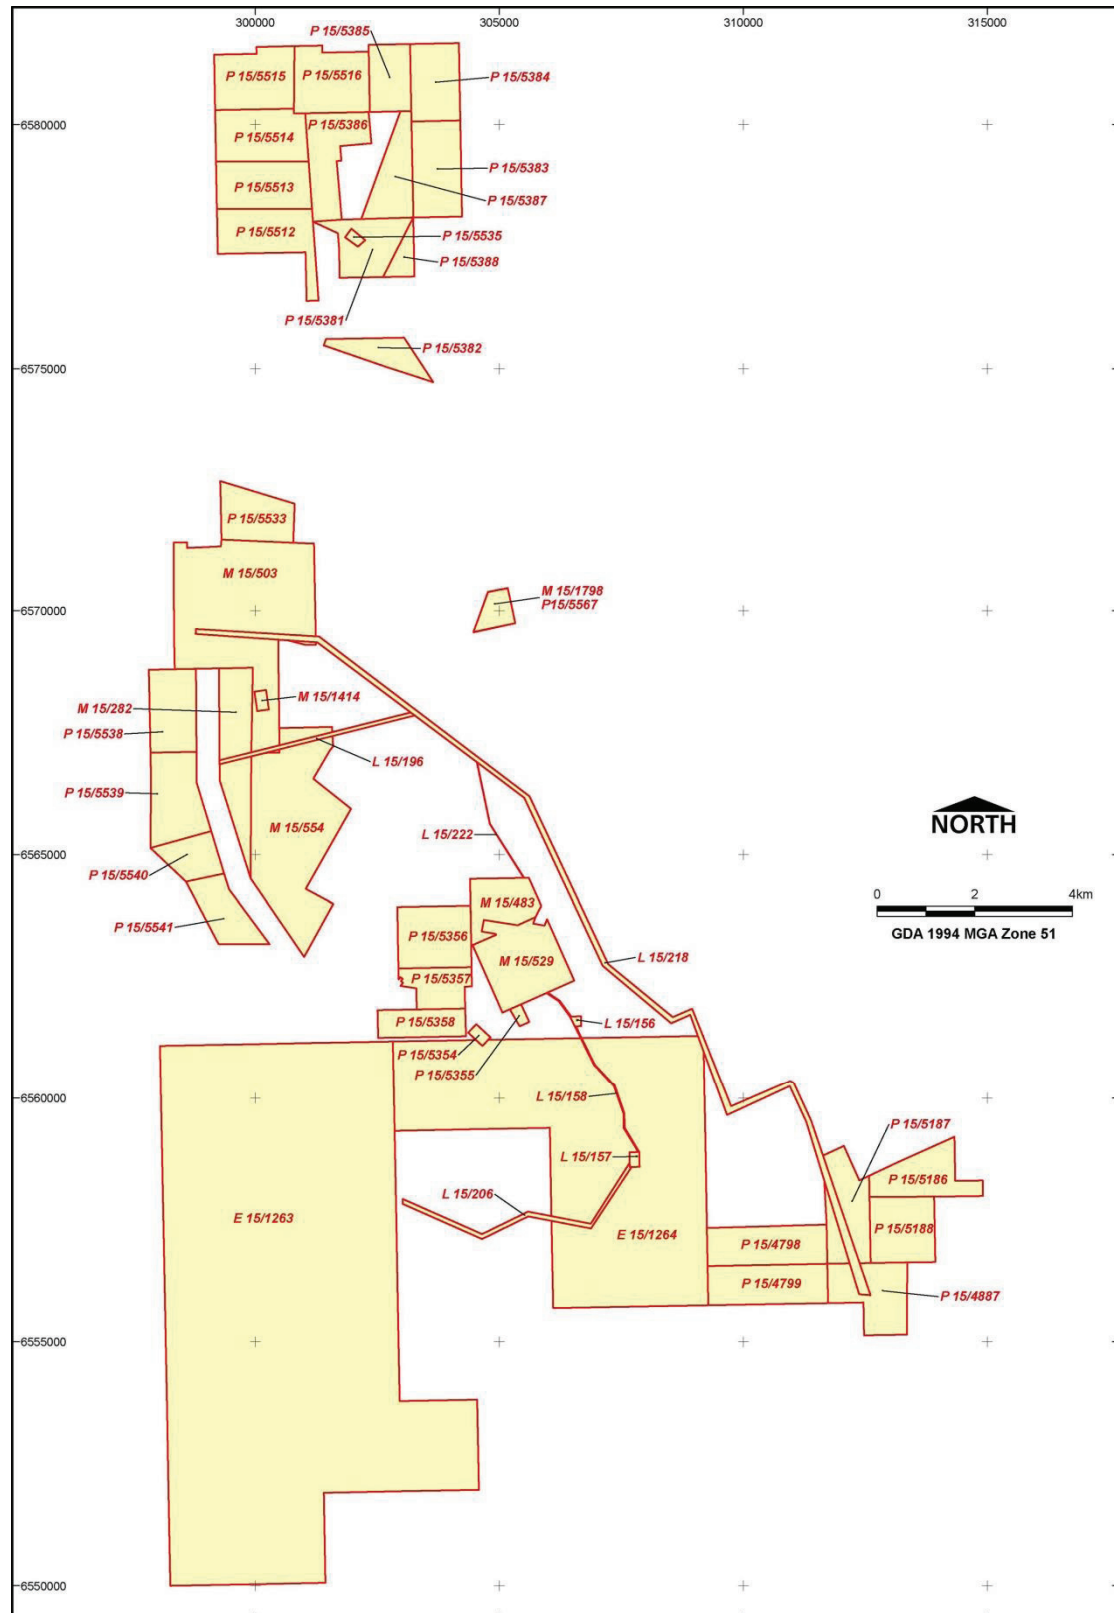 300000
305000
310000
315000
P 15/5385
P 15/5515
P 15/5516
P 15/5384
6580000
P 15/5386
P 15/5514
P 15/5383
P 15/5513
P 15/5387
P 15/5512
P 15/5535
P 15/5388
P 15/5381
P 15/5382
6575000
P 15/5533
M 15/503
M 15/1798
P15/5567
6570000
M 15/1414
M 15/282
P 15/5538
L 15/196
P 15/5539
NORTH
M 15/554
L 15/222
6565000
P 15/5540
0 2 4km
M 15/483
P 15/5541
GDA 1994 MGA Zone 51
P 15/5356
M 15/529
L 15/218
P 15/5357
P 15/5358
L 15/156
P 15/5354
P 15/5355
6560000
L 15/158
P 15/5187
L 15/157
P 15/5186
L 15/206
E 15/1263
P 15/5188
E 15/1264
P 15/4798
P 15/4799
P 15/4887
6555000
6550000